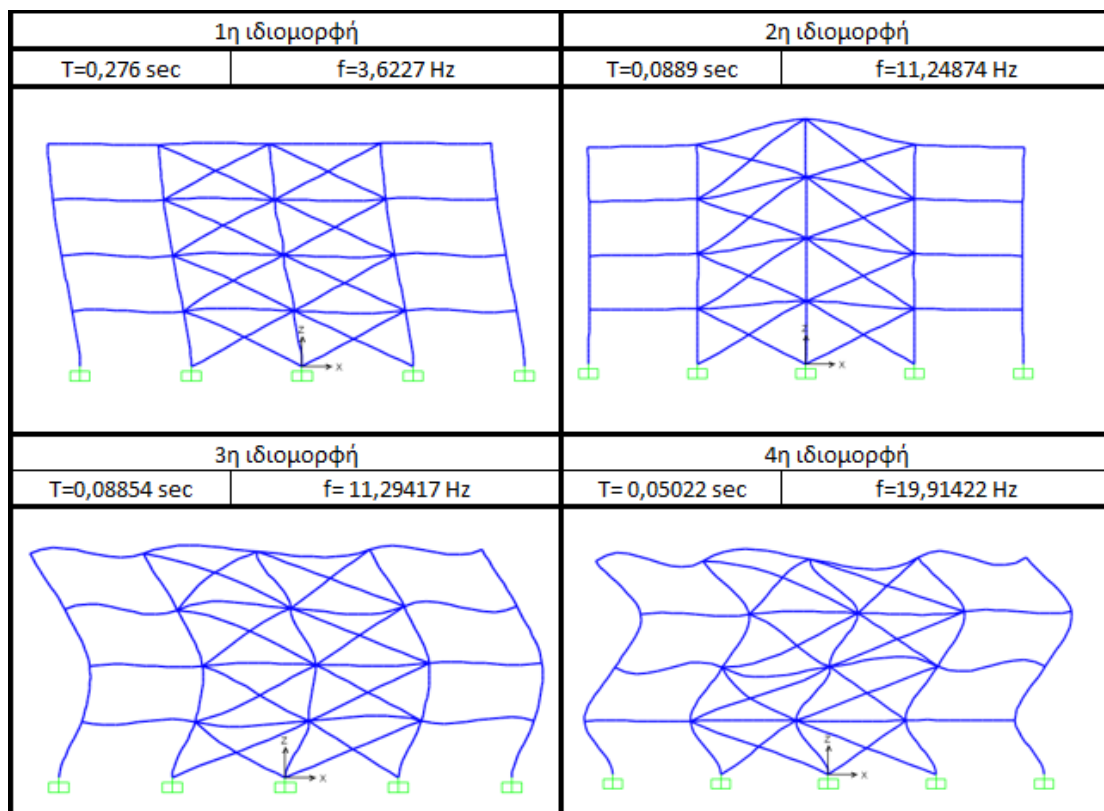 1η ιδιομορφή
T=0,276 sec f=3,6227 Hz
Z
X
2η ιδιομορφή
T=0,0889 sec f=11,24874 Hz
Z
X
3η ιδιομορφή
T=0,08854 sec f= 11,29417 Hz
Z
X
4η ιδιομορφή
T= 0,05022 sec f=19,91422 Hz
Z
X